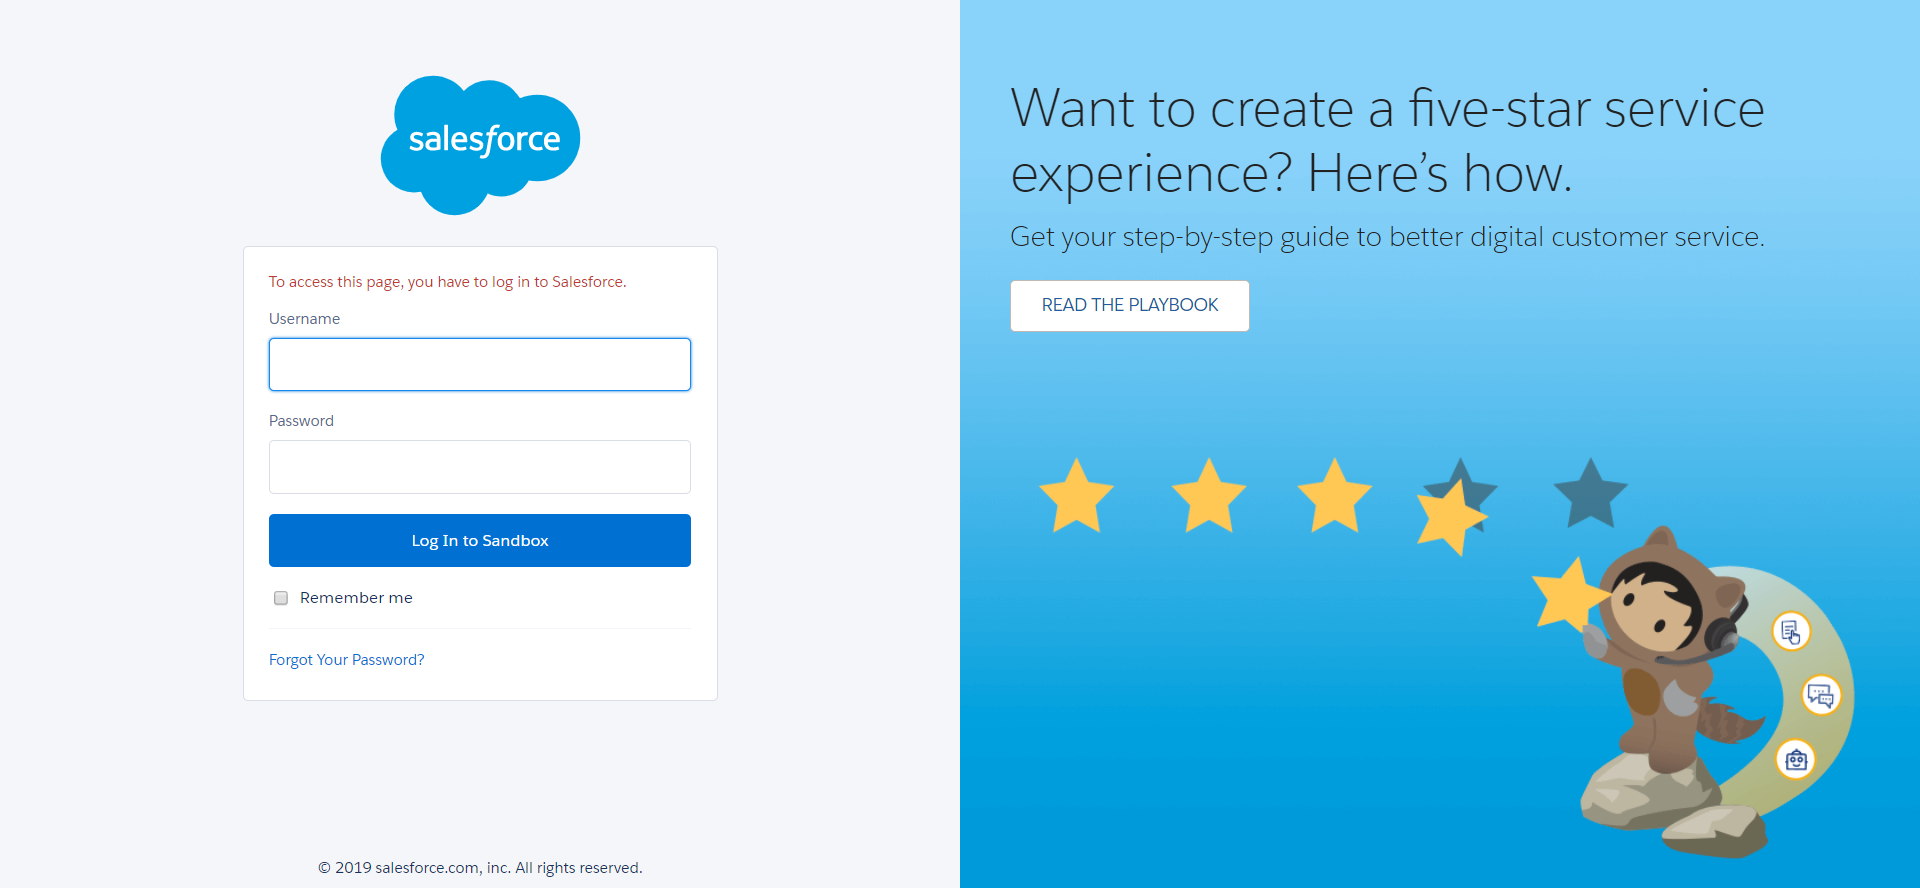 salesforce
To access this page, you have to log in to Salesforce.
Username
Password
Log In to Sandbox
Remember me
Forgot Your Password?
© 2019 salesforce.com, inc. All rights reserved.
Want to create a five-star service
experience? Here’s how.
Get your step-by-step guide to better digital customer service.
READ THE PLAYBOOK